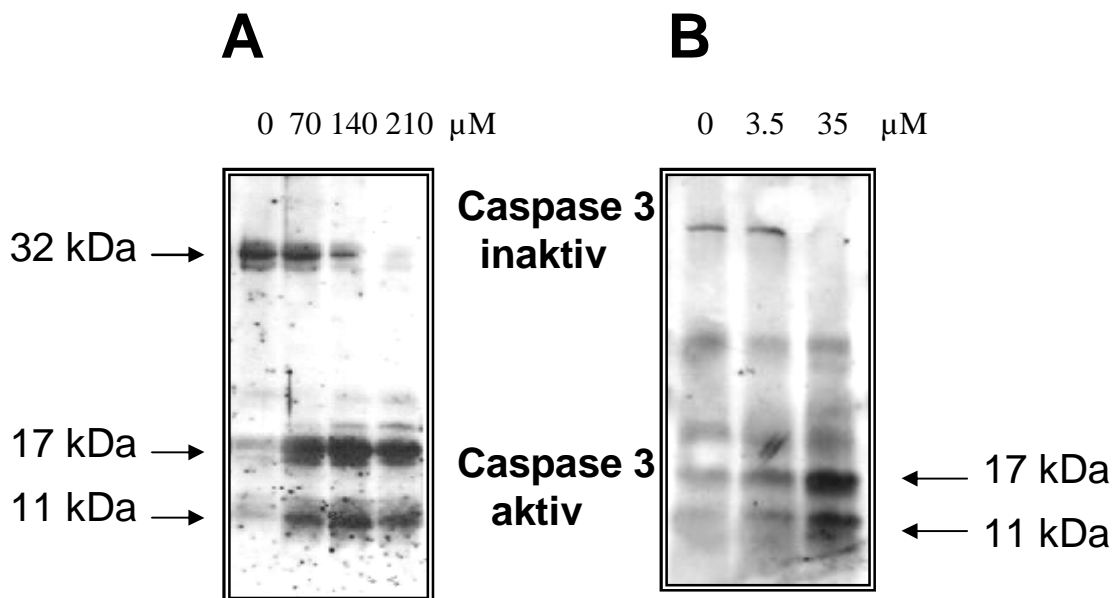 A
B
0 70 140 210 µM
0 3.5 35 µM
Caspase 3
inaktiv
32 kDa
17 kDa
11 kDa
Caspase 3
aktiv
17 kDa
11 kDa